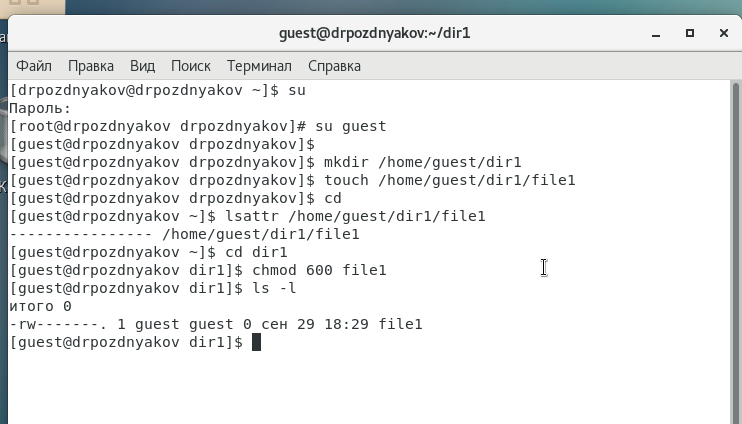 guest@drpozdnyakov:~/dir1
Файл Правка Вид Поиск Терминал Справка
[drpozdnyakov@drpozdnyakov ~]$ su
Пароль:
[root@drpozdnyakov drpozdnyakov]# su guest
[guest@drpozdnyakov drpozdnyakov]$
[guest@drpozdnyakov drpozdnyakov]$ mkdir /home/guest/dir1
[guest@drpozdnyakov drpozdnyakov]$ touch /home/guest/dir1/file1
[guest@drpozdnyakov drpozdnyakov]$ cd
[guest@drpozdnyakov ~]$ lsattr /home/guest/dir1/file1
---------------- /home/guest/dir1/file1
[guest@drpozdnyakov ~]$ cd dir1
[guest@drpozdnyakov dir1]$ chmod 600 file1
[guest@drpozdnyakov dir1]$ ls -l
итого 0
-rw-------. 1 guest guest 0 сен 29 18:29 file1
[guest@drpozdnyakov dir1]$